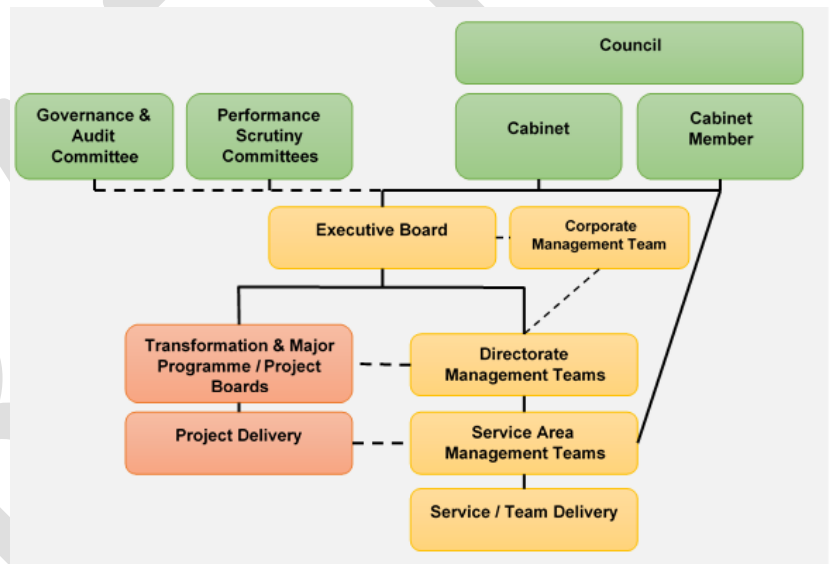 Council
Governance &
Audit
Committee
Performance
Scrutiny
Committees
Cabinet
Cabinet
Member
Executive Board
Corporate
Management Team
Transformation & Major
Programme / Project
Boards
Directorate
Management Teams
Project Delivery
Service Area
Management Teams
Service / Team Delivery